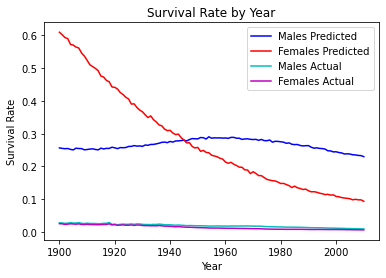 Survival Rate by Year
Males Predicted
Females Predicted
Males Actual
Females Actual
Survival Rate
0.6
0.5
0.4
0.3
0.2
0.1
0.0
1900
1920
1940
1960
1980
2000
Year